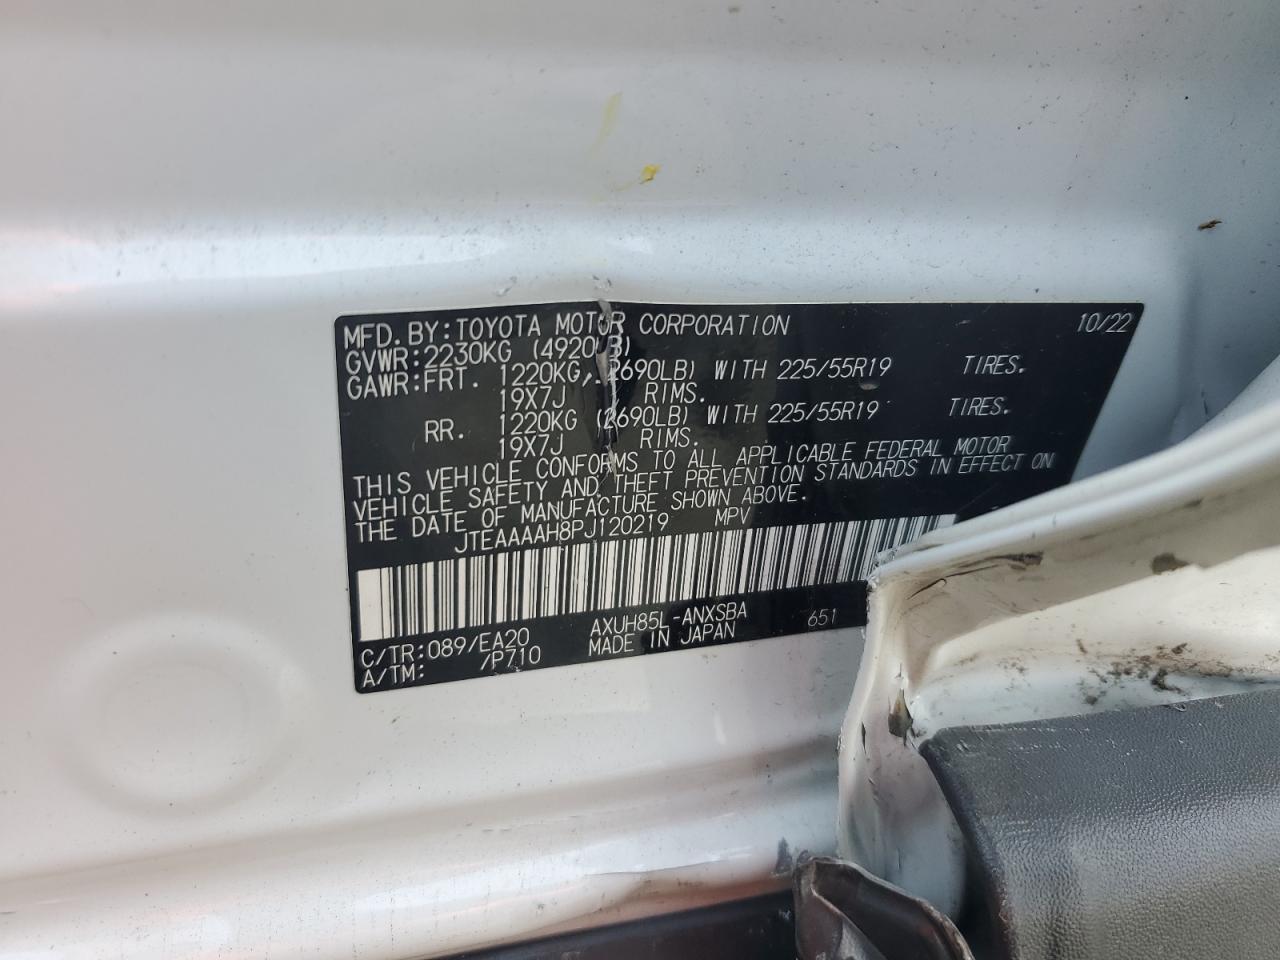 MFD. BY: TOYOTA MOTOR CORPORATION 10/22
GVWR: 2230KG (4920LB)
GAWR: FRT. 1220KG (2690LB) WITH 225/55R19 TIRES.
19X7J RIMS.
RR. 1220KG (2690LB) WITH 225/55R19 TIRES.
19X7J RIMS.
THIS VEHICLE CONFORMS TO ALL APPLICABLE FEDERAL MOTOR
VEHICLE SAFETY AND THEFT PREVENTION STANDARDS IN EFFECT ON
THE DATE OF MANUFACTURE SHOWN ABOVE.
JTEAAAAH8PJ120219 MPV
C/TR: 089/EA20 AXUH85L-ANXSBA 651
A/TM: /P710 MADE IN JAPAN